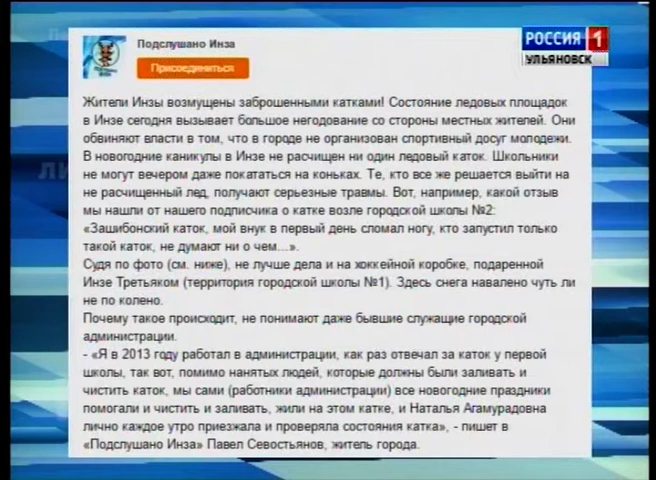 Подслушано Инза
Присоединиться
РОССИЯ 1
УЛЬЯНОВСК
Жители Инзы возмущены заброшенными катками! Состояние ледовых площадок
в Инзе сегодня вызывает большое негодование со стороны местных жителей. Они
обвиняют власти в том, что в городе не организован спортивный досуг молодежи.
В новогодние каникулы в Инзе не расчищен ни один ледовый каток. Школьники
не могут вечером даже покататься на коньках. Те, кто все же решается выйти на
не расчищенный лед, получают серьезные травмы. Вот, например, какой отзыв
мы нашли от нашего подписчика о катке возле городской школы №2:
«Зашибонский каток, мой внук в первый день сломал ногу, кто запустил только
такой каток, не думают ни о чем...».
Судя по фото (см. ниже), не лучше дела и на хоккейной коробке, подаренной
Инзе Третьяком (территория городской школы №1). Здесь снега навалено чуть ли
не по колено.
Почему такое происходит, не понимают даже бывшие служащие городской
администрации.
- «Я в 2013 году работал в администрации, как раз отвечал за каток у первой
школы, так вот, помимо нанятых людей, которые должны были заливать и
чистить каток, мы сами (работники администрации) все новогодние праздники
помогали и чистить и заливать, жили на этом катке, и Наталья Агамурадовна
лично каждое утро приезжала и проверяла состояния катка», - пишет в
«Подслушано Инза» Павел Севостьянов, житель города.